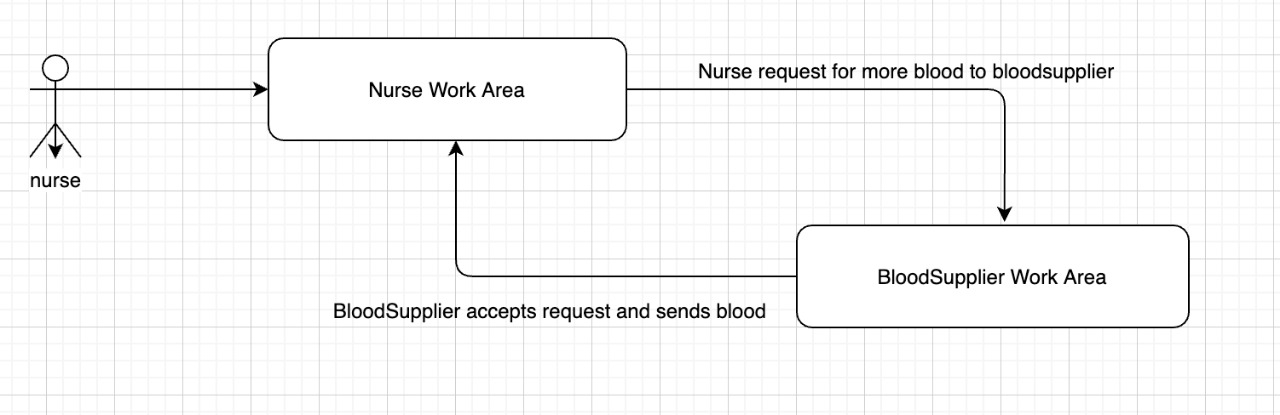 Nurse request for more blood to bloodsupplier
Nurse Work Area
nurse
BloodSupplier Work Area
BloodSupplier accepts request and sends blood